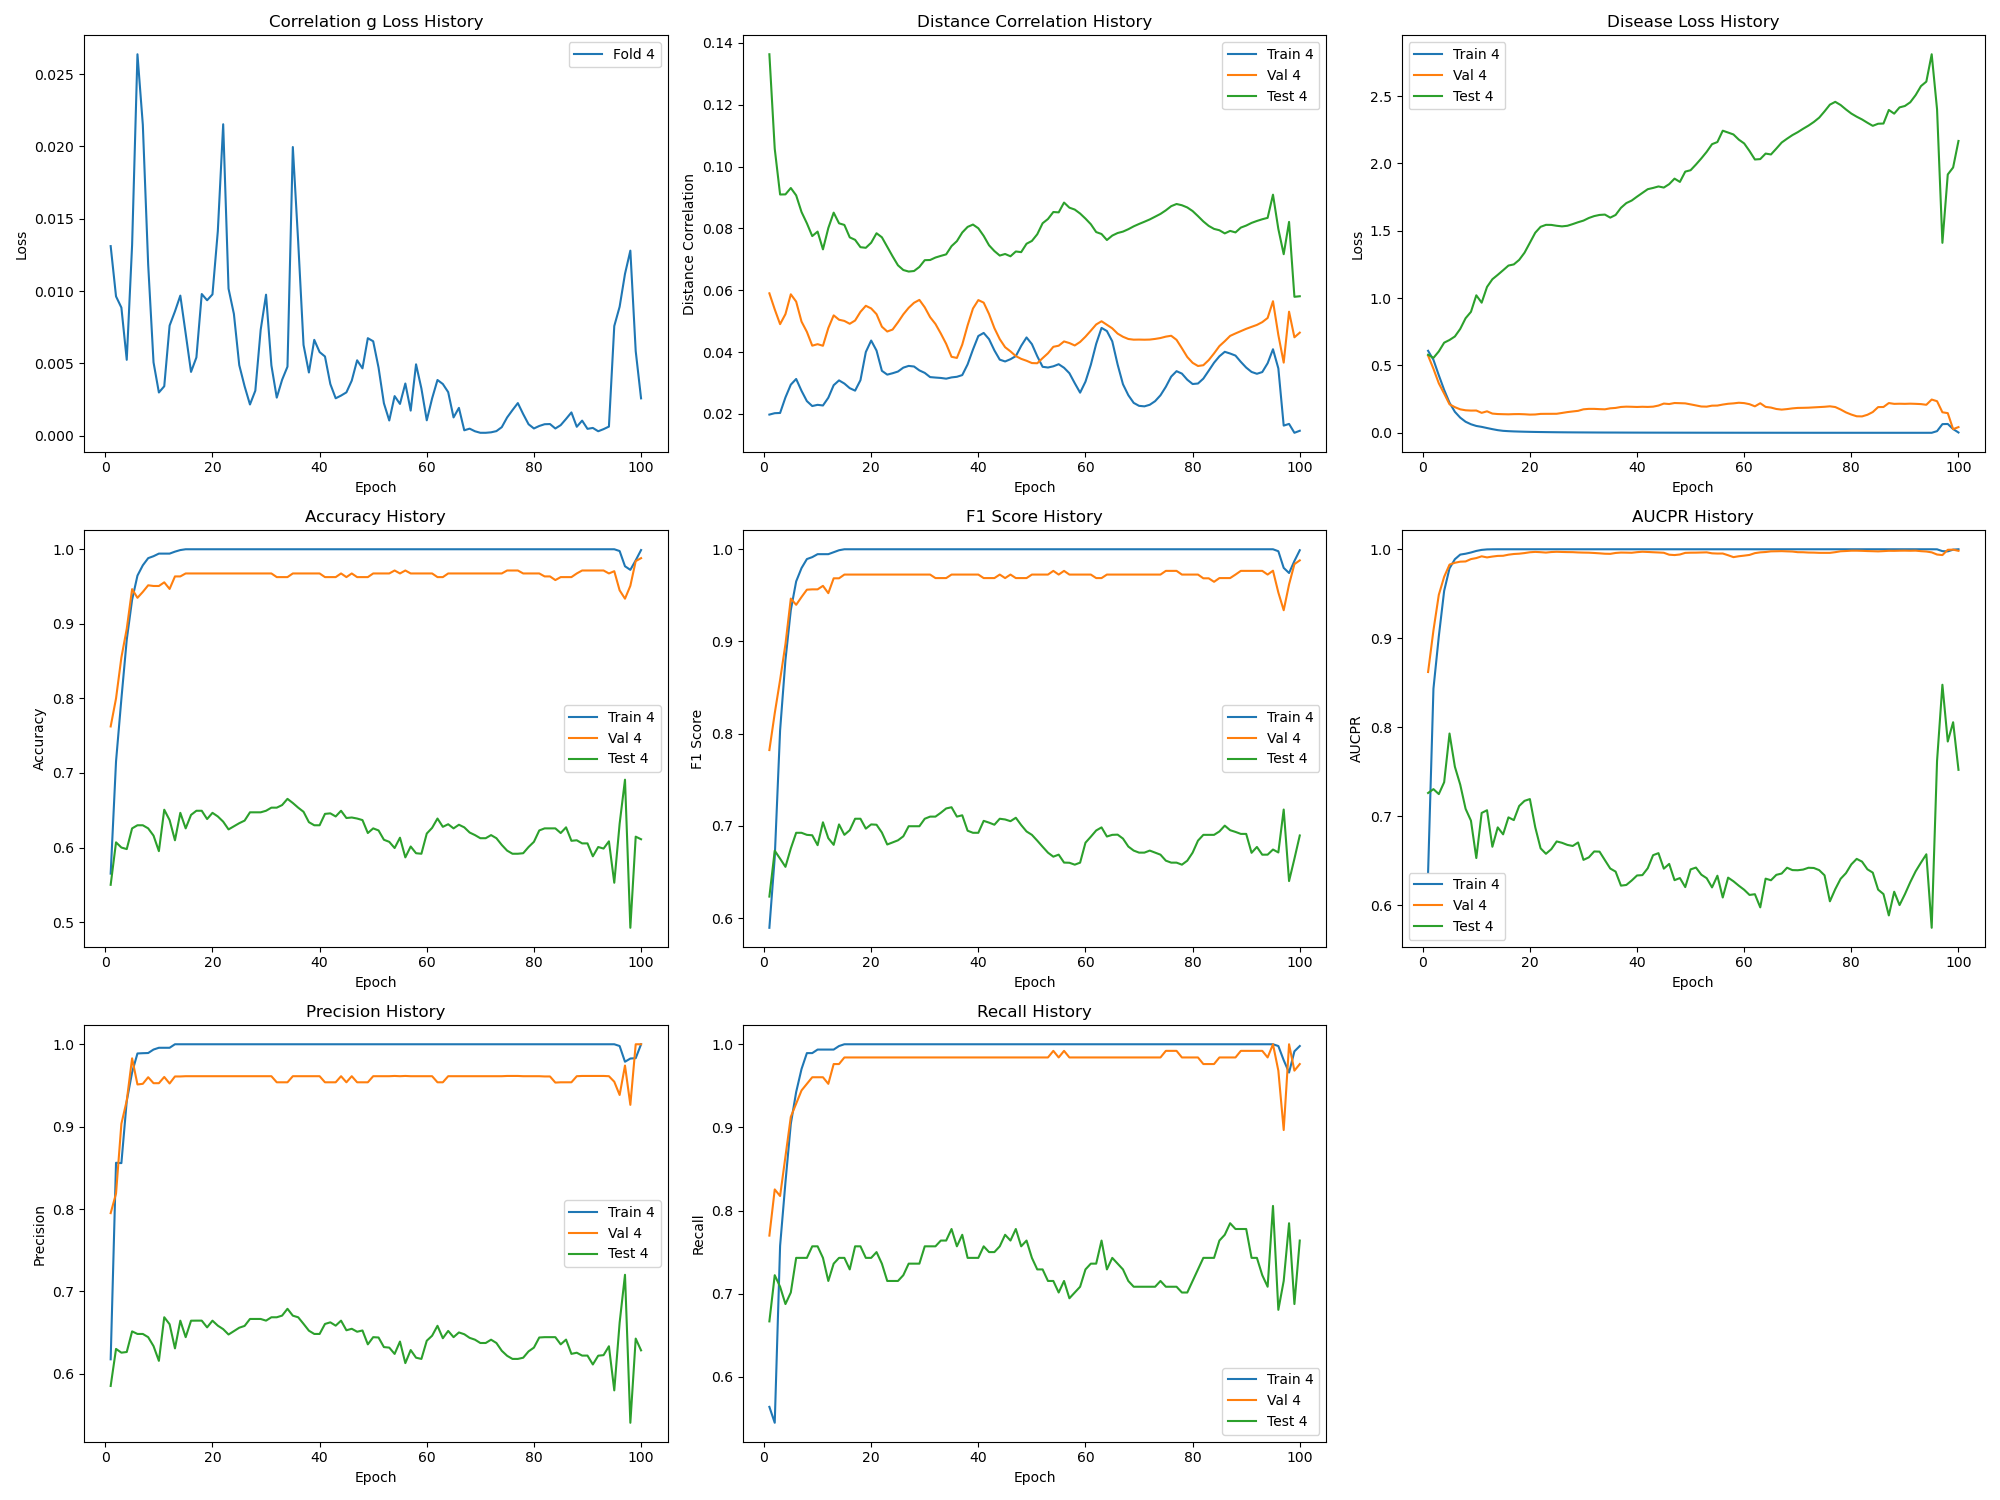 Correlation g Loss History
Fold 4
Loss
0.025
0.020
0.015
0.010
0.005
0.000
0 20 40 60 80 100
Epoch
Distance Correlation History
Train 4
Val 4
Test 4
Distance Correlation
0.14
0.12
0.10
0.08
0.06
0.04
0.02
0 20 40 60 80 100
Epoch
Disease Loss History
Train 4
Val 4
Test 4
Loss
2.5
2.0
1.5
1.0
0.5
0.0
0 20 40 60 80 100
Epoch
Accuracy History
Train 4
Val 4
Test 4
Accuracy
1.0
0.9
0.8
0.7
0.6
0.5
0 20 40 60 80 100
Epoch
F1 Score History
Train 4
Val 4
Test 4
F1 Score
1.0
0.9
0.8
0.7
0.6
0 20 40 60 80 100
Epoch
AUCPR History
Train 4
Val 4
Test 4
AUCPR
1.0
0.9
0.8
0.7
0.6
0 20 40 60 80 100
Epoch
Precision History
Train 4
Val 4
Test 4
Precision
1.0
0.9
0.8
0.7
0.6
0 20 40 60 80 100
Epoch
Recall History
Train 4
Val 4
Test 4
Recall
1.0
0.9
0.8
0.7
0.6
0 20 40 60 80 100
Epoch